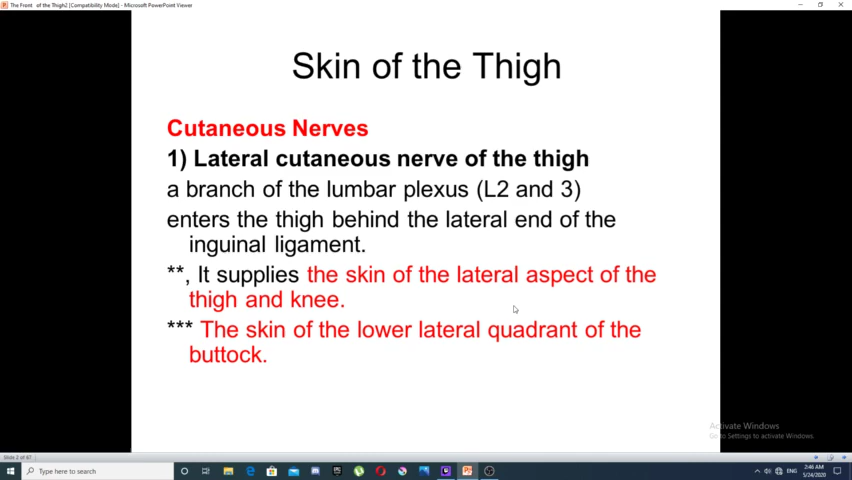 The Front  of the Thigh2 [Compatibility Mode] - Microsoft PowerPoint Viewer
Skin of the Thigh
Cutaneous Nerves
1) Lateral cutaneous nerve of the thigh
a branch of the lumbar plexus (L2 and 3)
enters the thigh behind the lateral end of the
inguinal ligament.
**, It supplies the skin of the lateral aspect of the
thigh and knee.
*** The skin of the lower lateral quadrant of the
buttock.
Activate Windows
Go to Settings to activate Windows.
Slide 2 of 67
Type here to search
ENG
2:46 AM
5/24/2020